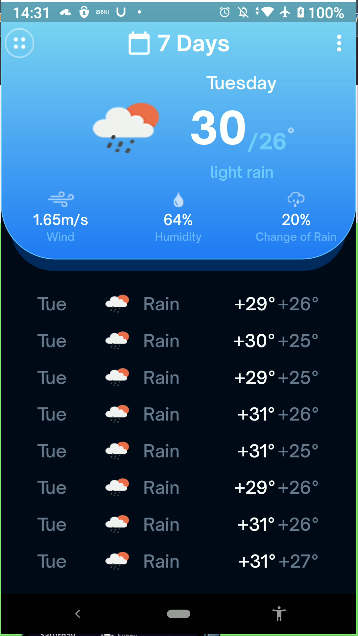 14:31 100%
7 Days
Tuesday
30/26°
light rain
1.65m/s 64% 20%
Wind Humidity Change of Rain
Tue Rain +29° +26°
Tue Rain +30° +25°
Tue Rain +29° +25°
Tue Rain +31° +26°
Tue Rain +31° +25°
Tue Rain +29° +26°
Tue Rain +31° +26°
Tue Rain +31° +27°